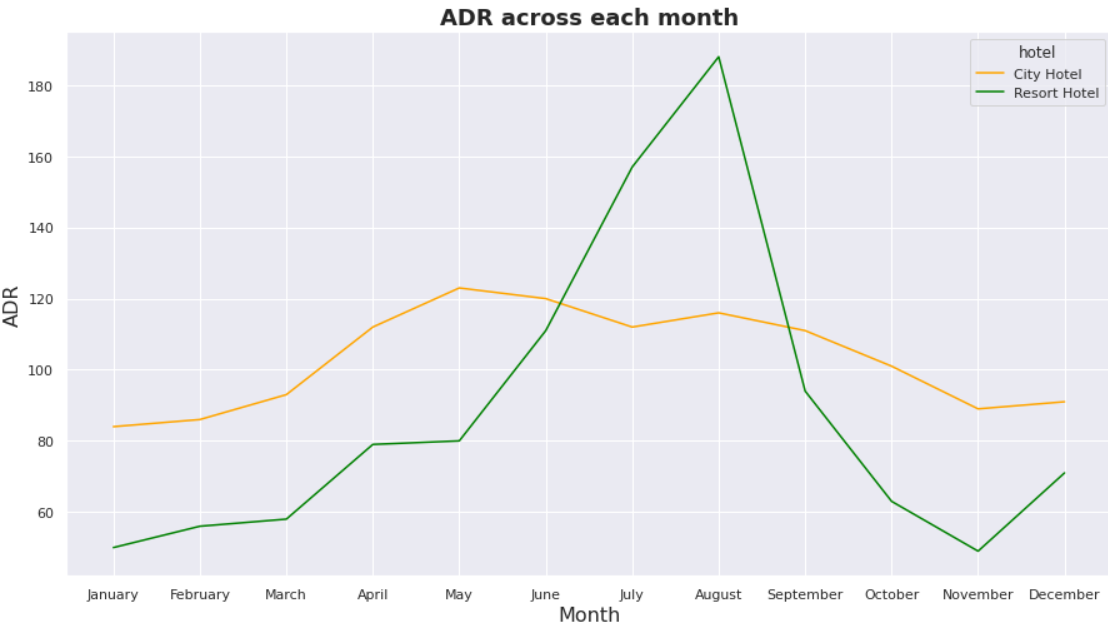 ADR across each month
hotel
City Hotel
Resort Hotel
180
160
140
120
100
80
60
ADR
January February March April May June July August September October November December
Month